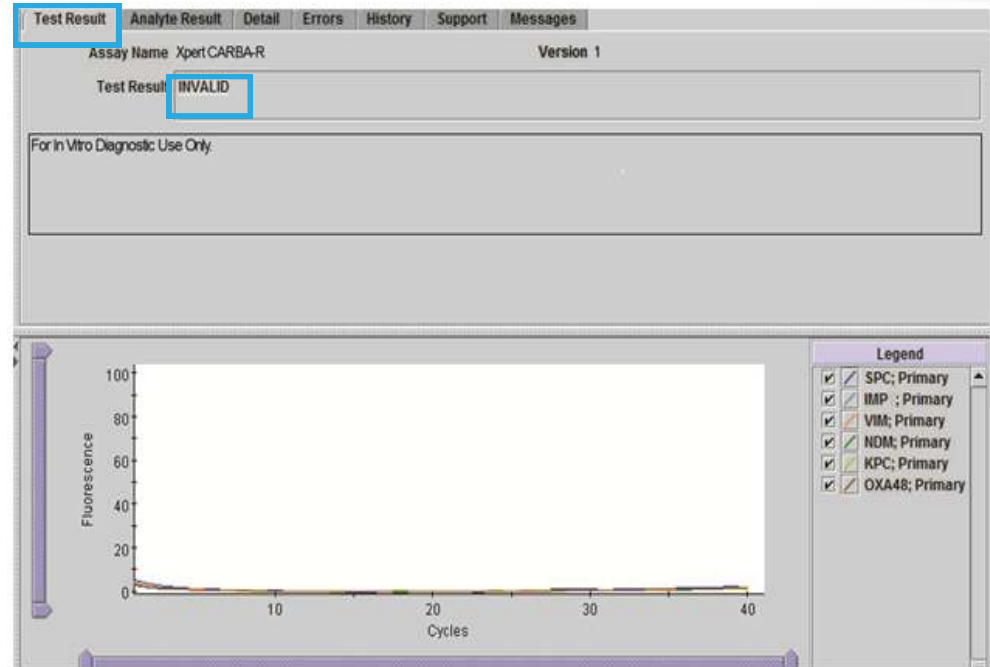 Test Result Analyte Result Detail Errors History Support Messages
Assay Name Xpert CARBA-R Version 1
Test Result INVALID
For In Vitro Diagnostic Use Only.
Legend
SPC; Primary
IMP ; Primary
VIM; Primary
NDM; Primary
KPC; Primary
OXA48; Primary
Fluorescence
100
80
60
40
20
0
10 20 30 40
Cycles